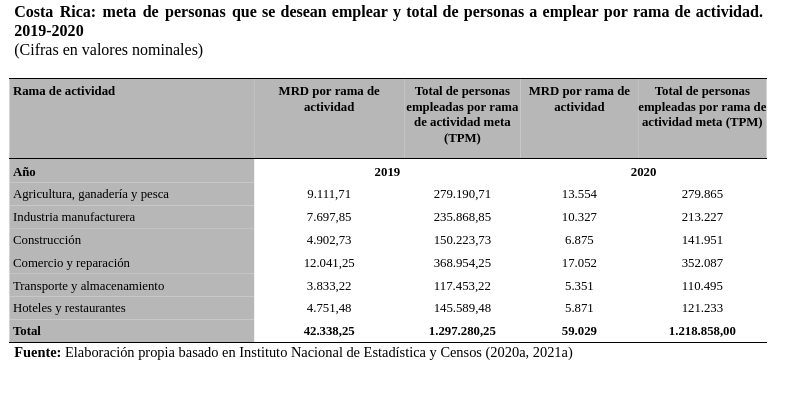 Costa Rica: meta de personas que se desean emplear y total de personas a emplear por rama de actividad.
2019-2020
(Cifras en valores nominales)
Rama de actividad MRD por rama de actividad Total de personas empleadas por rama de actividad meta (TPM) MRD por rama de actividad Total de personas empleadas por rama de actividad meta (TPM)
Año 2019 2020
Agricultura, ganadería y pesca 9.111,71 279.190,71 13.554 279.865
Industria manufacturera 7.697,85 235.868,85 10.327 213.227
Construcción 4.902,73 150.223,73 6.875 141.951
Comercio y reparación 12.041,25 368.954,25 17.052 352.087
Transporte y almacenamiento 3.833,22 117.453,22 5.351 110.495
Hoteles y restaurantes 4.751,48 145.589,48 5.871 121.233
Total 42.338,25 1.297.280,25 59.029 1.218.858,00
Fuente: Elaboración propia basado en Instituto Nacional de Estadística y Censos (2020a, 2021a)